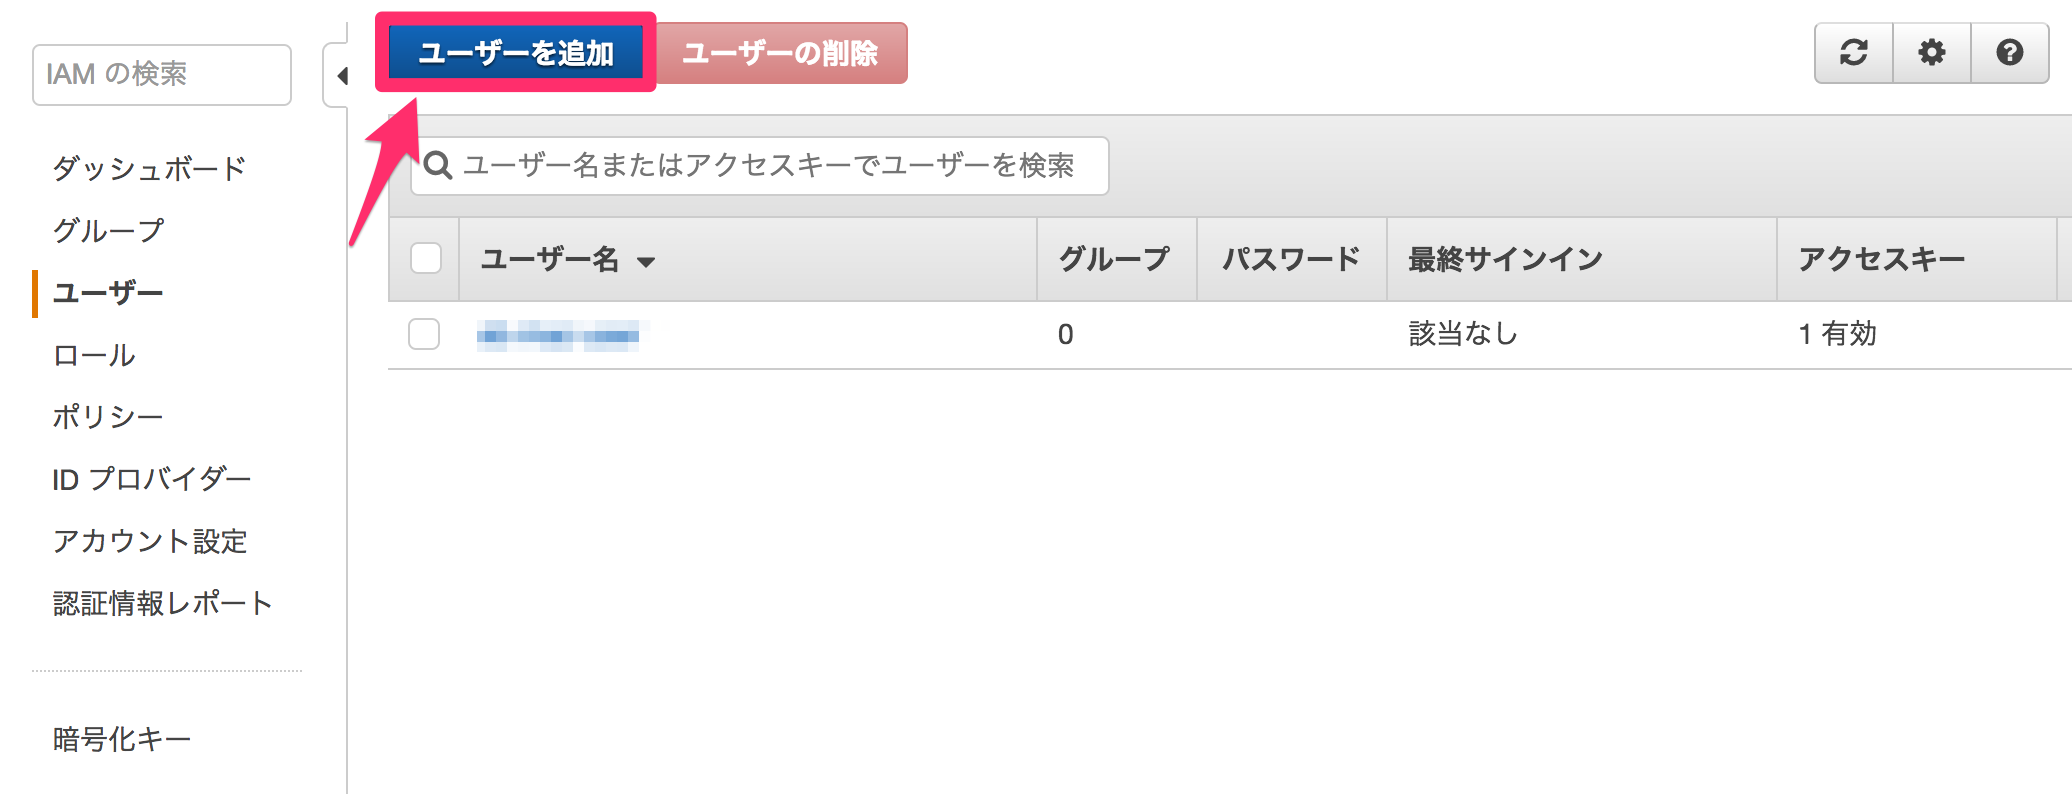 IAM の検索
ダッシュボード
グループ
ユーザー
ロール
ポリシー
ID プロバイダー
アカウント設定
認証情報レポート
暗号化キー
ユーザーを追加 ユーザーの削除
ユーザー名またはアクセスキーでユーザーを検索
ユーザー名 グループ パスワード 最終サインイン アクセスキー
0 該当なし 1 有効